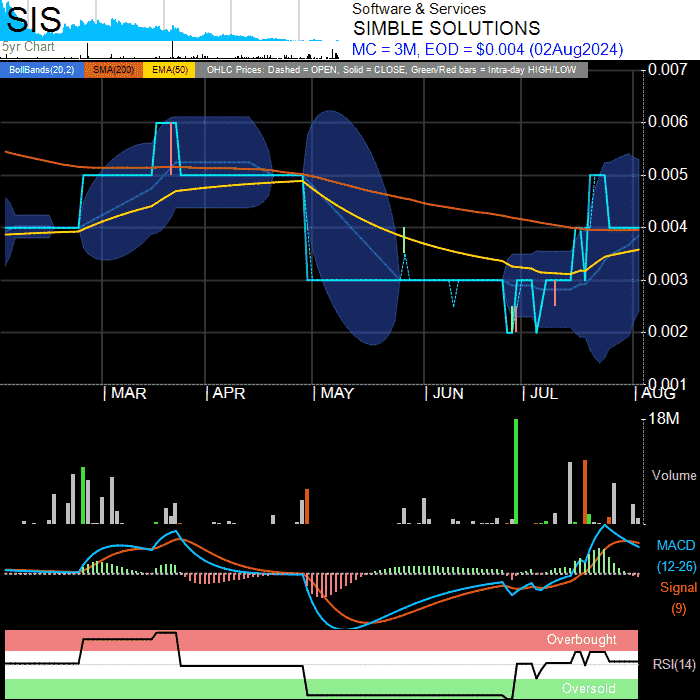 SIS
5yr Chart
Software & Services
SIMBLE SOLUTIONS
MC = 3M, EOD = $0.004 (02Aug2024)
BollBands(20,2) SMA(200) EMA(50) OHLC Prices: Dashed = OPEN, Solid = CLOSE, Green/Red bars = Intra-day HIGH/LOW
0.007
0.006
0.005
0.004
0.003
0.002
0.001
MAR APR MAY JUN JUL AUG
18M
Volume
MACD
(12-26)
Signal
(9)
Overbought
RSI(14)
Oversold